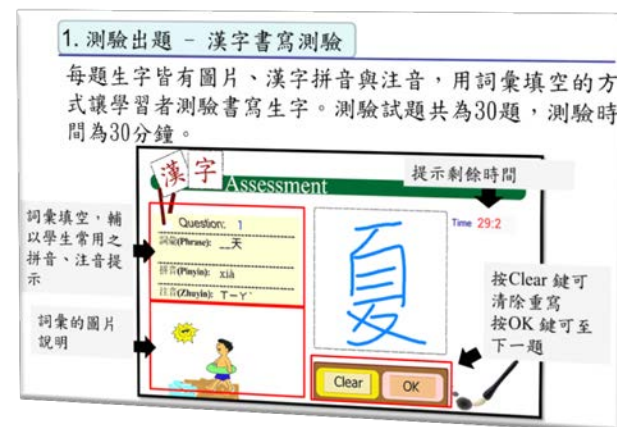 1. 測驗出題 – 漢字書寫測驗
每題生字皆有圖片、漢字拼音與注音，用詞彙填空的方
式讓學習者測驗書寫生字。測驗試題共為30題，測驗時
間為30分鐘。
漢字
Assessment
提示剩餘時間
Time 29:2
詞彙填空，輔
以學生常用之
拼音、注音提
示
Question: 1
詞彙(Phrase): __天
拼音(Pinyin): xià
注音(Zhuyin): ㄒㄧㄚˋ
夏
詞彙的圖片
說明
按Clear 鍵可
清除重寫
按OK 鍵可至
下一題
Clear
OK